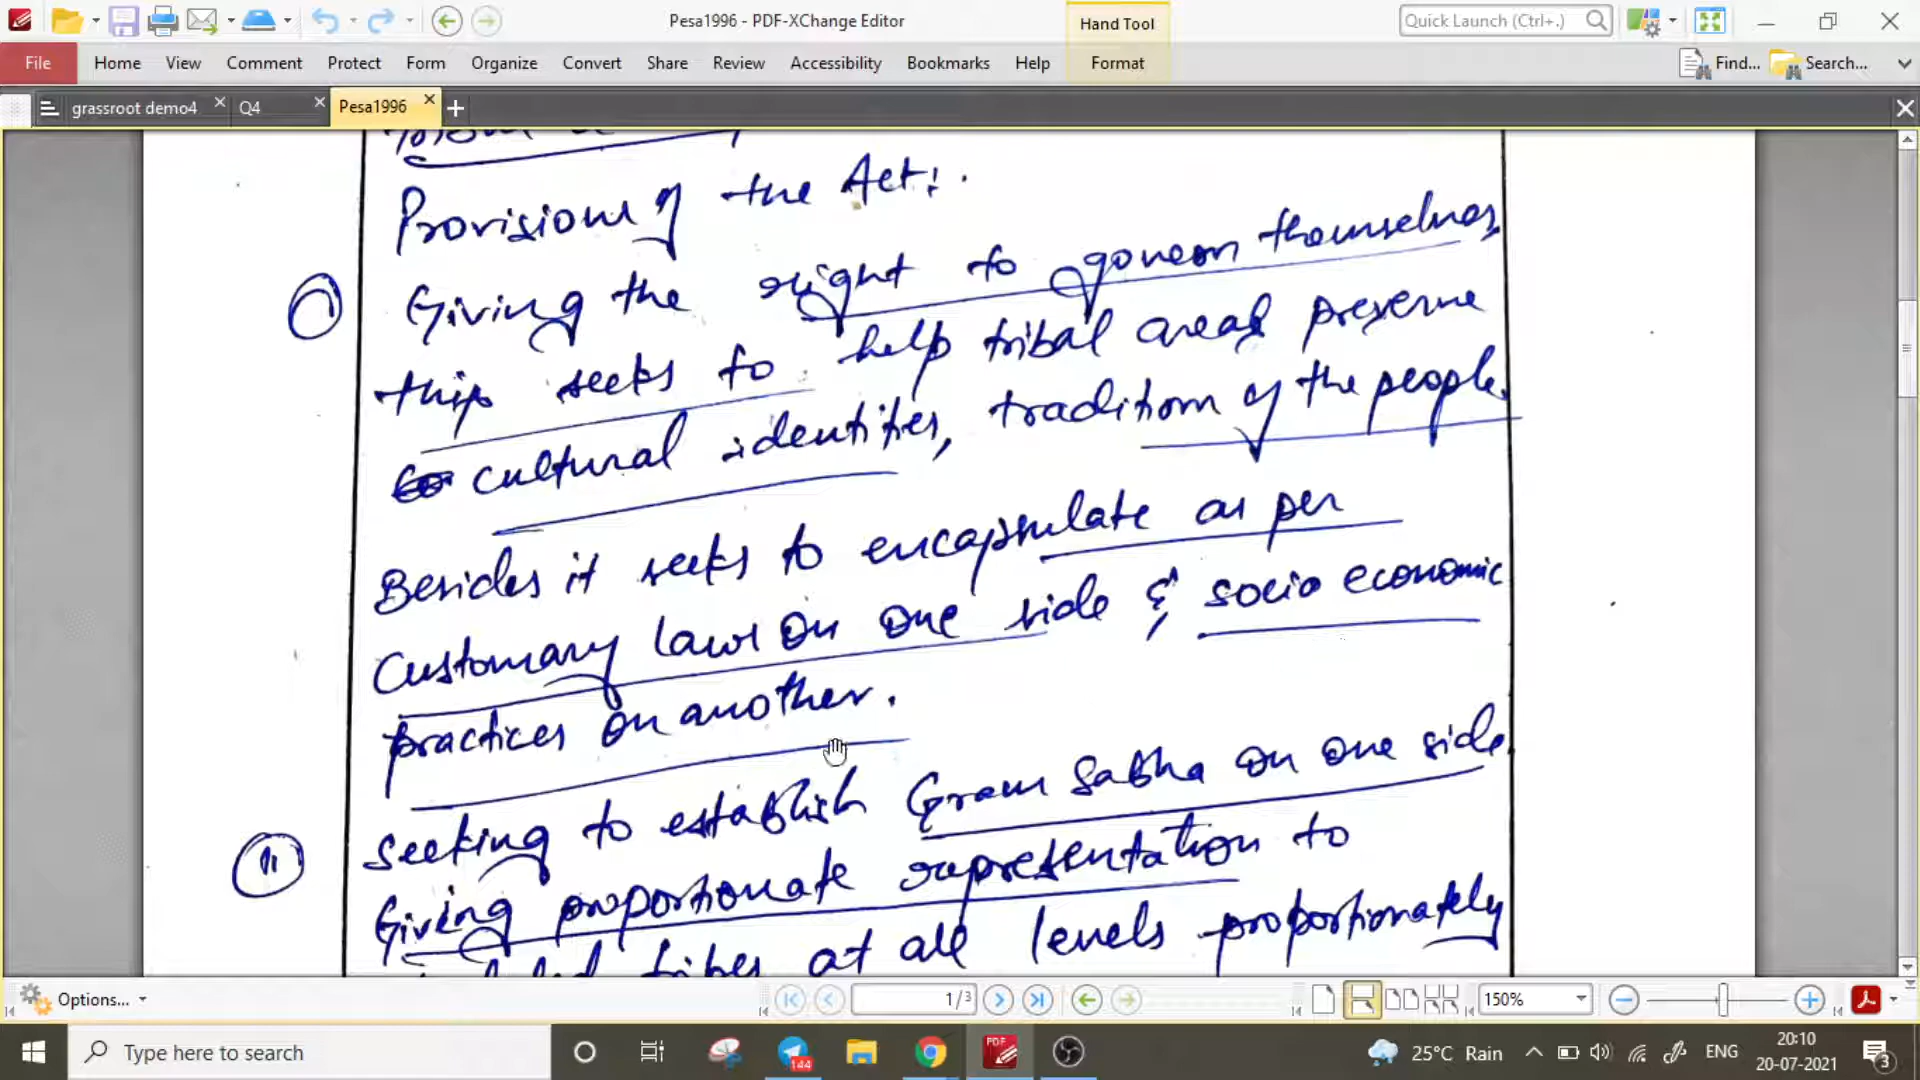 Pesa1996 - PDF-XChange Editor
Hand Tool
Quick Launch (Ctrl+.)
File Home View Comment Protect Form Organize Convert Share Review Accessibility Bookmarks Help Format Find... Search...
grassroot demo4 Q4 Pesa1996
Provisions of the Act:.
Giving the right to govern themselves,
this seeks to help tribal areas preserve
cultural identities, tradition of the people.
Besides it seeks to encapsulate as per
Customary laws on one side & socio economic
practices on another.
II Seeking to establish Gram Sabha on one side
Giving proportionate representation to
tribes at all levels proportionately
Options... 1/3 150%
Type here to search
144
PDF
25°C Rain
ENG
20:10
20-07-2021
3